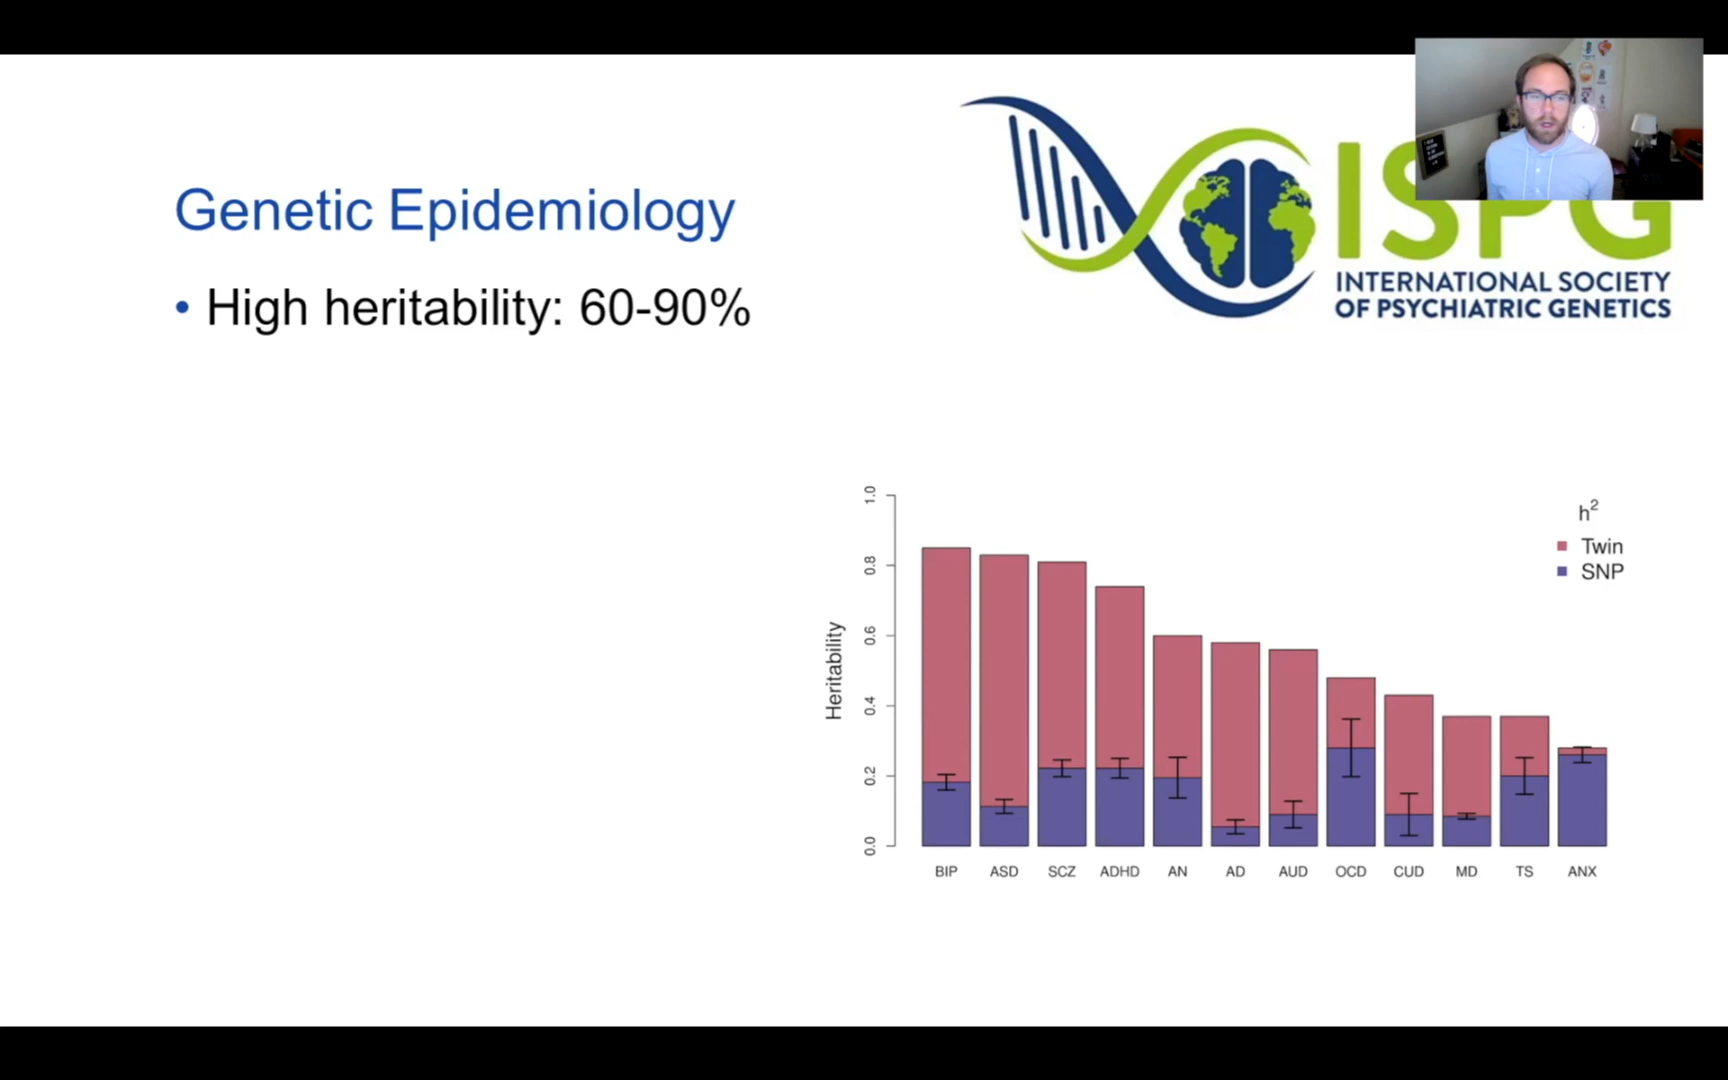 Genetic Epidemiology
• High heritability: 60-90%
ISPG
INTERNATIONAL SOCIETY
OF PSYCHIATRIC GENETICS
h2
Twin
SNP
Heritability
1.0
0.8
0.6
0.4
0.2
0.0
BIP ASD SCZ ADHD AN AD AUD OCD CUD MD TS ANX